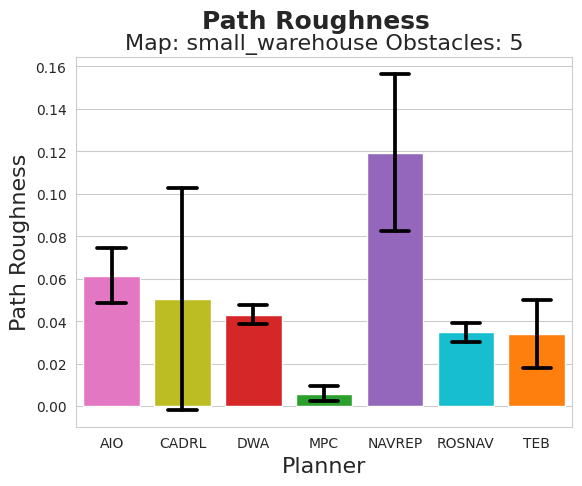 Path Roughness
Map: small_warehouse Obstacles: 5
Path Roughness
0.16
0.14
0.12
0.10
0.08
0.06
0.04
0.02
0.00
AIO CADRL DWA MPC NAVREP ROSNAV TEB
Planner